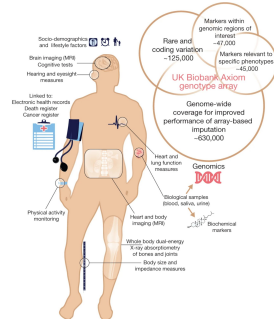 Socio-demographics
and lifestyle factors
Brain imaging (MRI)
Cognitive tests
Hearing and eyesight
measures
Linked to:
Electronic health records
Death register
Cancer register
Physical activity
monitoring
Markers within
genomic regions of
interest
~47,000
Rare and
coding variation
~125,000
Markers relevant to
specific phenotypes
~45,000
UK Biobank Axiom
genotype array
Genome-wide
coverage for improved
performance of array-based
imputation
~630,000
Genomics
Heart and
lung function
measures
Biological samples
(blood, saliva, urine)
Biochemical
markers
Heart and body
imaging (MRI)
Whole body dual-energy
X-ray absorptiometry
of bones and joints
Body size and
impedance measures